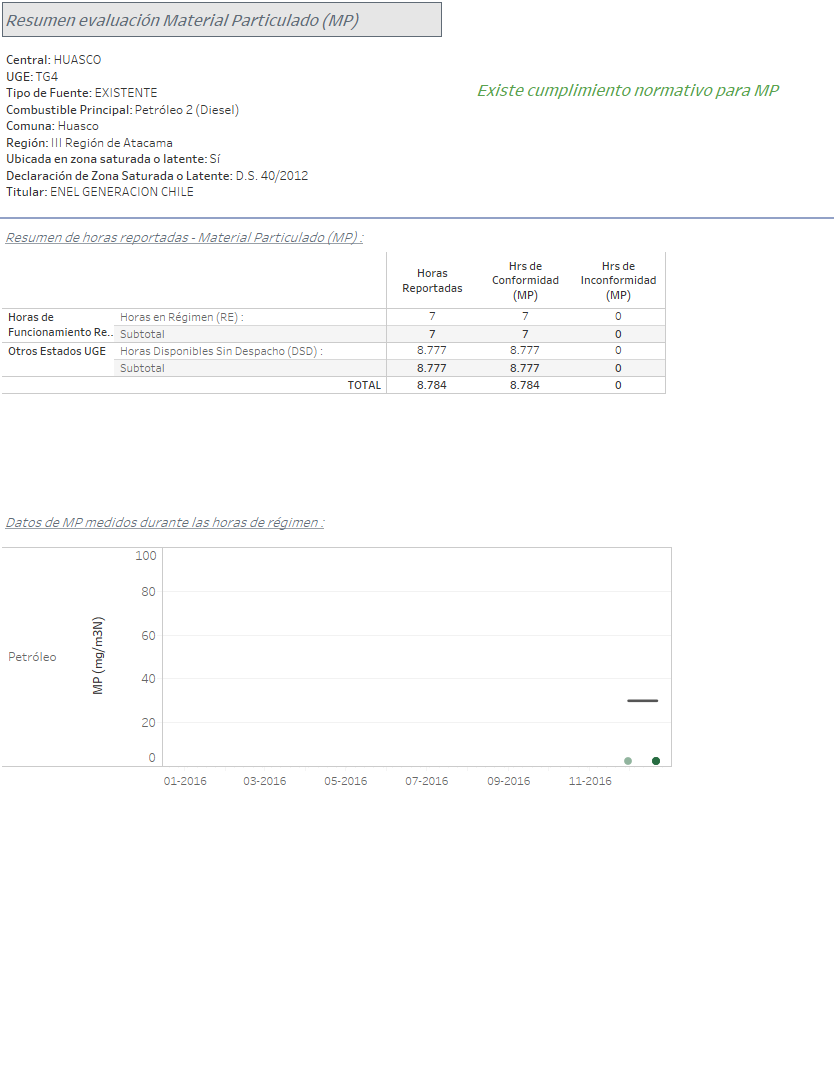 Resumen evaluación Material Particulado (MP)
Central: HUASCO
UGE: TG4
Tipo de Fuente: EXISTENTE
Combustible Principal: Petróleo 2 (Diesel)
Comuna: Huasco
Región: III Región de Atacama
Ubicada en zona saturada o latente: Sí
Declaración de Zona Saturada o Latente: D.S. 40/2012
Titular: ENEL GENERACION CHILE
Existe cumplimiento normativo para MP
Resumen de horas reportadas - Material Particulado (MP) :
Horas Reportadas
Hrs de Conformidad (MP)
Hrs de Inconformidad (MP)
Horas de Funcionamiento Re..
Horas en Régimen (RE) : 7 7 0
Subtotal 7 7 0
Otros Estados UGE Horas Disponibles Sin Despacho (DSD) : 8.777 8.777 0
Subtotal 8.777 8.777 0
TOTAL 8.784 8.784 0
Datos de MP medidos durante las horas de régimen :
Petróleo
MP (mg/m3N)
100
80
60
40
20
0
01-2016 03-2016 05-2016 07-2016 09-2016 11-2016